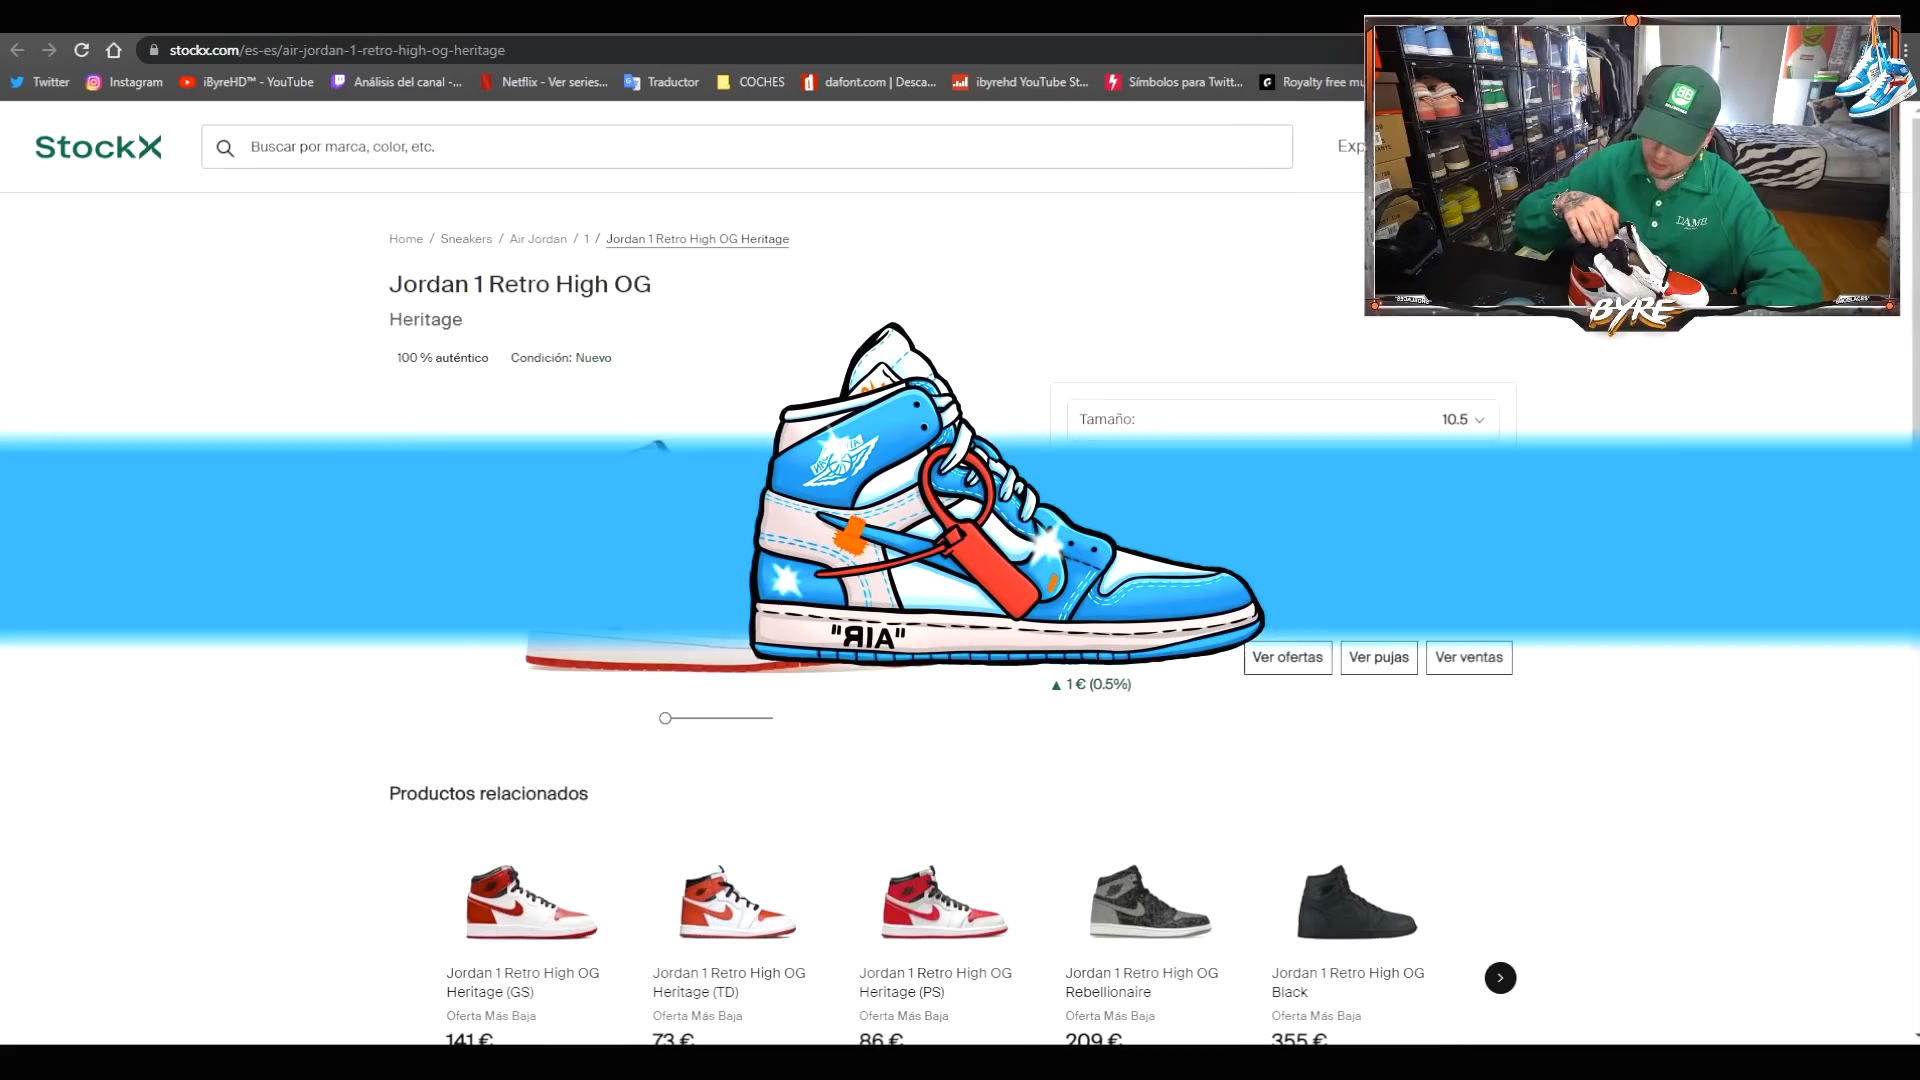 stockx.com/es-es/air-jordan-1-retro-high-og-heritage
Twitter
Instagram
iByreHD™ - YouTube
Análisis del canal -...
Netflix - Ver series...
Traductor
COCHES
dafont.com | Desca...
ibyrehd YouTube St...
Símbolos para Twitt...
Royalty free mu
StockX
Buscar por marca, color, etc.
Exp
Home / Sneakers / Air Jordan / 1 / Jordan 1 Retro High OG Heritage
Jordan 1 Retro High OG
Heritage
100 % auténtico
Condición: Nuevo
Tamaño:
10.5
DAME
BYRE
"AIR"
Ver ofertas
Ver pujas
Ver ventas
▲ 1 € (0.5%)
Productos relacionados
Jordan 1 Retro High OG
Heritage (GS)
Oferta Más Baja
141 €
Jordan 1 Retro High OG
Heritage (TD)
Oferta Más Baja
73 €
Jordan 1 Retro High OG
Heritage (PS)
Oferta Más Baja
86 €
Jordan 1 Retro High OG
Rebellionaire
Oferta Más Baja
209 €
Jordan 1 Retro High OG
Black
Oferta Más Baja
355 €